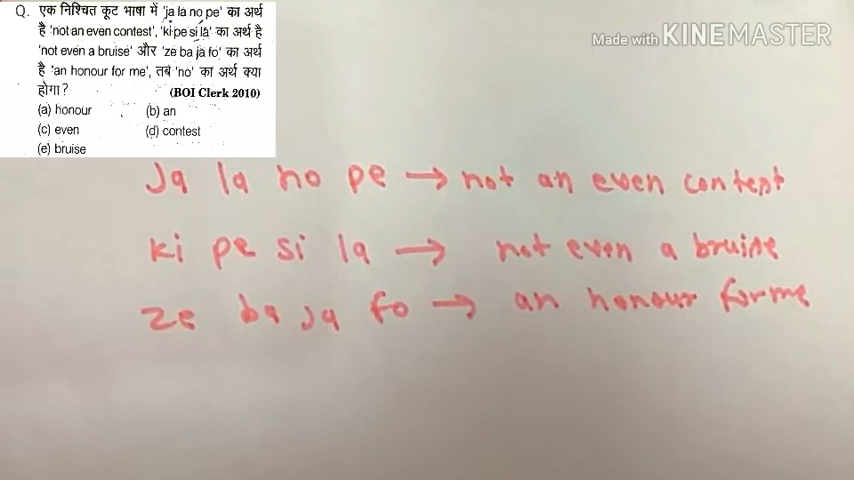 Made with KINEMASTER
Q. एक निश्चित कूट भाषा में 'ja la no pe' का अर्थ
है 'not an even contest', 'ki pe si la' का अर्थ है
'not even a bruise' और 'ze ba ja fo' का अर्थ
है 'an honour for me', तब 'no' का अर्थ क्या
होगा?
(BOI Clerk 2010)
(a) honour (b) an
(c) even (d) contest
(e) bruise
Ja la no pe → not an even contest
ki pe si la → not even a bruise
ze ba ja fo → an honour for me